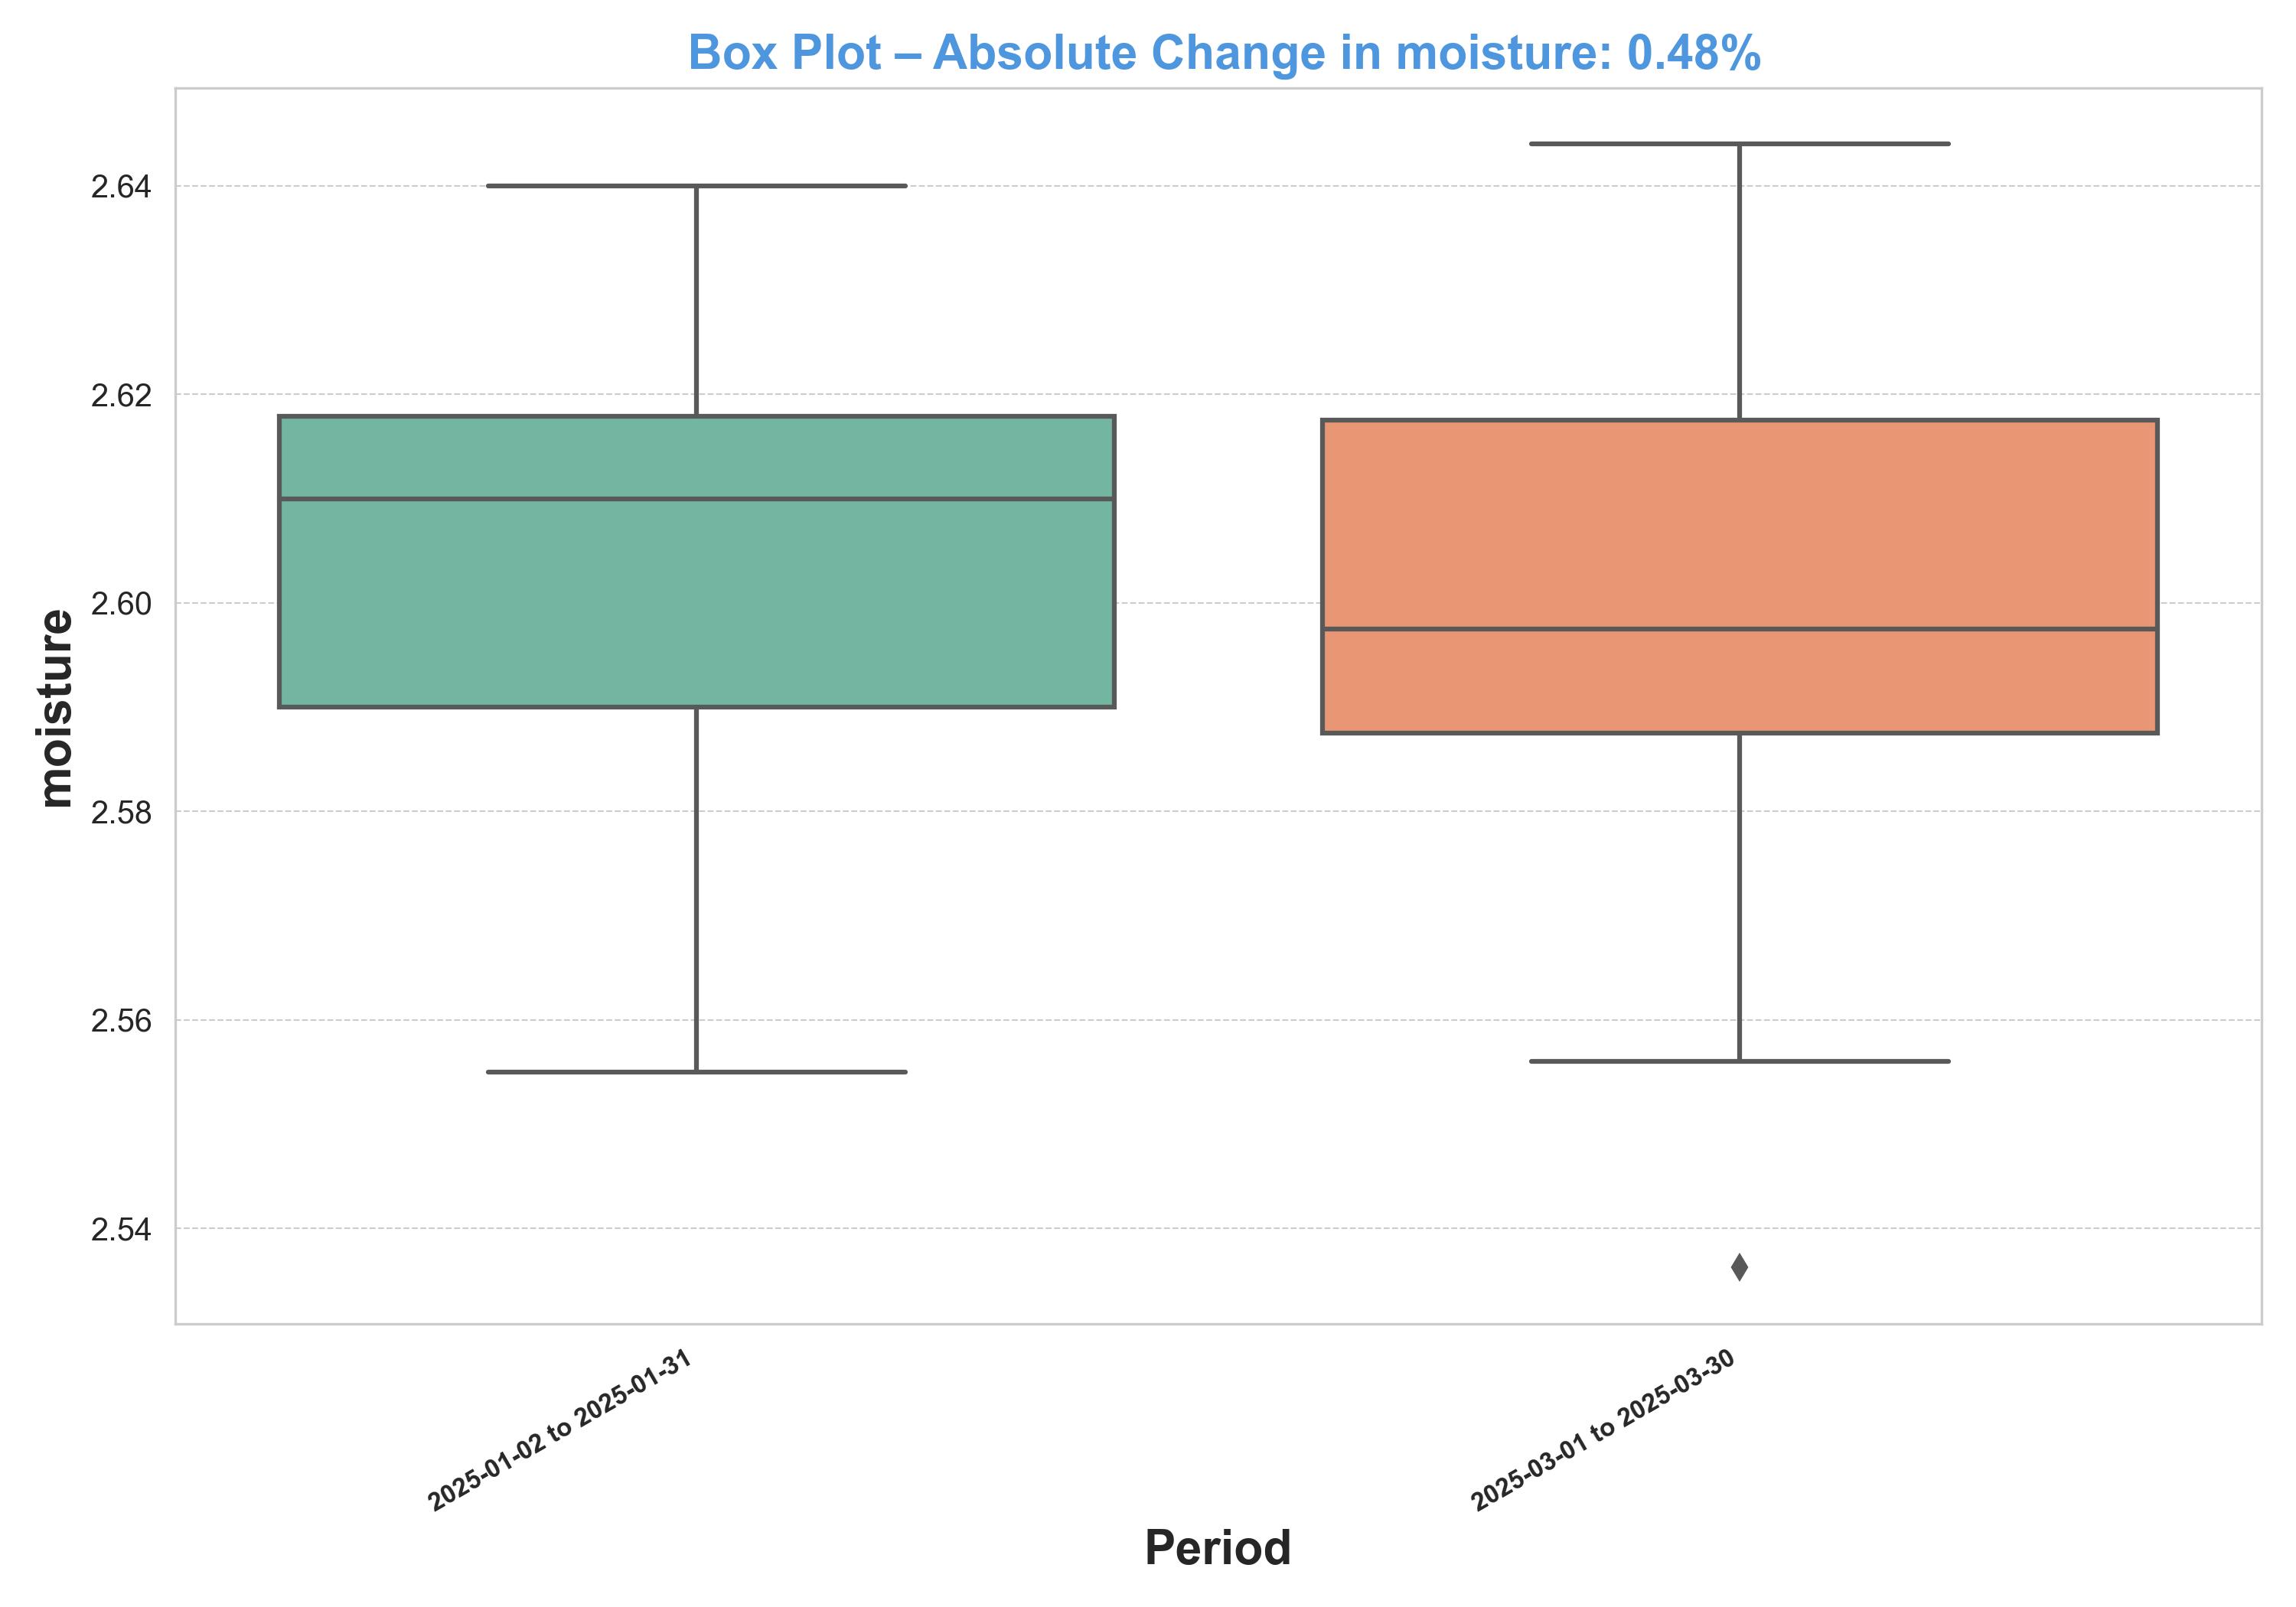 Box Plot – Absolute Change in moisture: 0.48%
moisture
2.64
2.62
2.60
2.58
2.56
2.54
2025-01-02 to 2025-01-31
2025-03-01 to 2025-03-30
Period